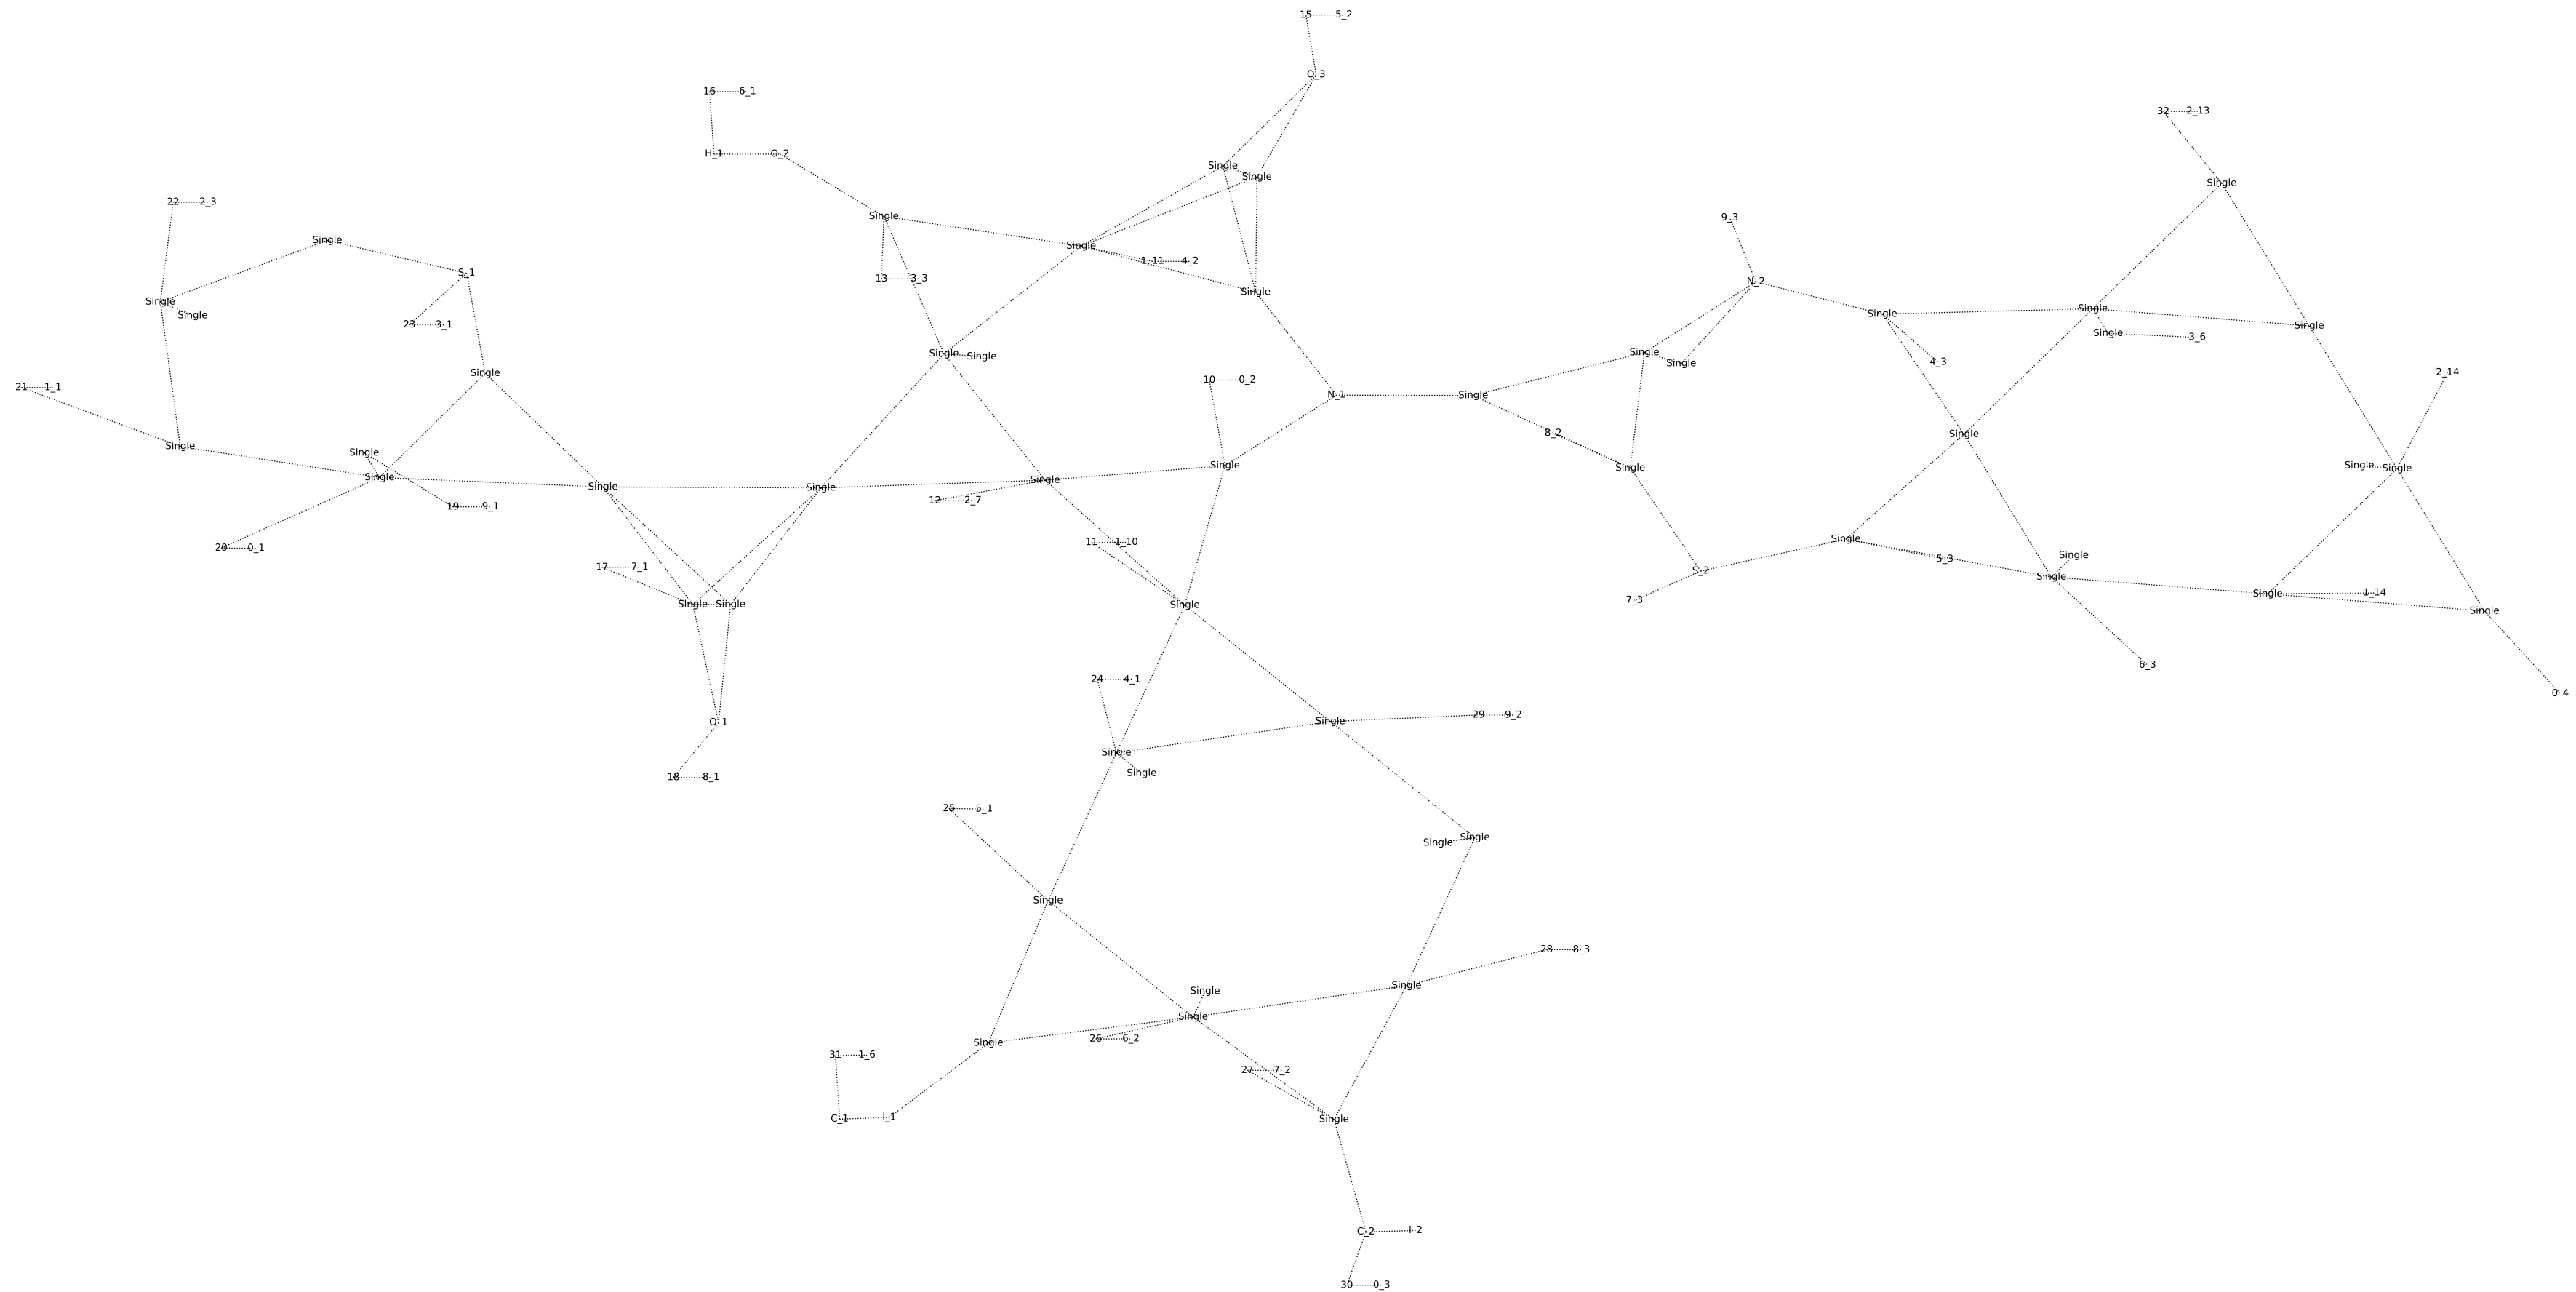 15 5_2
O_3
16 6_1
32 2_13
H_1 O_2
Single
Single
Single
22 2_3
Single
9_3
Single
Single
1_11 4_2
S_1
13 3_3
N_2
Single
Single
Single
Single
Single
23 3_1
Single
Single
3_6
Single
Single
Single
Single
4_3
Single
2_14
10 0_2
21 1_1
N_1
Single
8_2
Single
Single
Single
Single
Single
Single
Single
Single
Single
Single
Single
12 2_7
19 9_1
Single
11 1_10
20 0_1
Single
5_3
17 7_1
S_2
Single
Single
1_14
7_3
Single
Single
Single
Single
6_3
24 4_1
0_4
29 9_2
Single
O_1
Single
Single
18 8_1
25 5_1
Single
Single
Single
28 8_3
Single
Single
Single
26 6_2
Single
31 1_6
27 7_2
C_1 I_1
Single
C_2 I_2
30 0_3